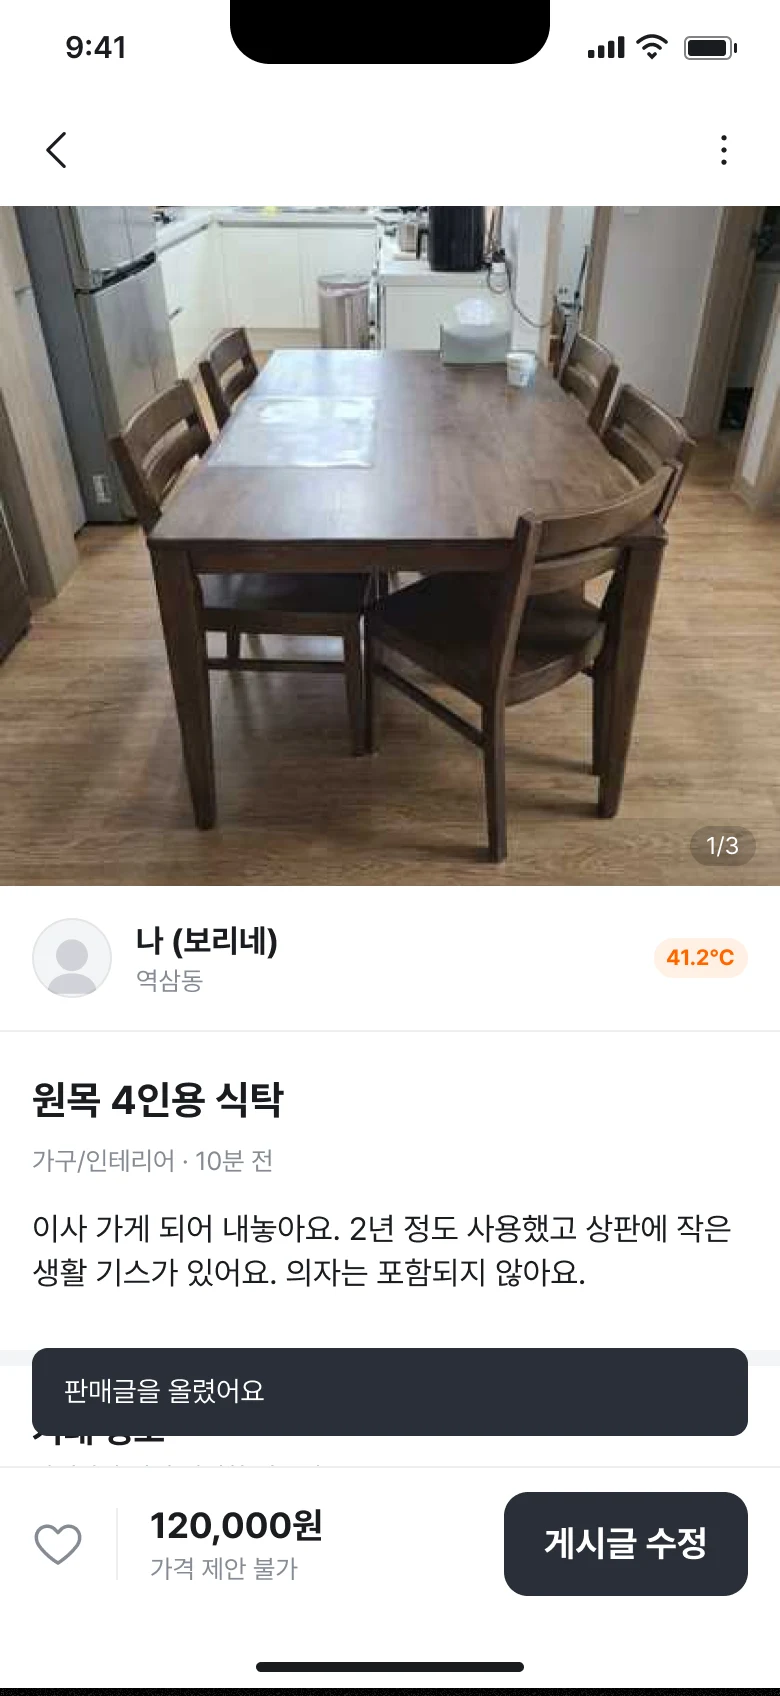 9:41
1/3
나 (보리네)
역삼동
41.2°C
원목 4인용 식탁
가구/인테리어 · 10분 전
이사 가게 되어 내놓아요. 2년 정도 사용했고 상판에 작은
생활 기스가 있어요. 의자는 포함되지 않아요.
판매글을 올렸어요
120,000원
가격 제안 불가
게시글 수정